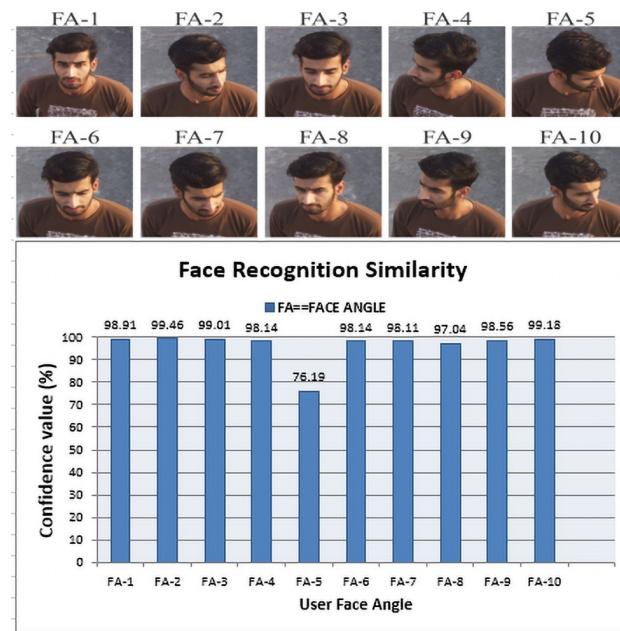 FA-1 FA-2 FA-3 FA-4 FA-5
FA-6 FA-7 FA-8 FA-9 FA-10
Face Recognition Similarity
FA==FACE ANGLE
98.91 99.46 99.01 98.14 76.19 98.14 98.11 97.04 98.56 99.18
100
90
80
70
60
50
40
30
20
10
0
Confidence value (%)
FA-1 FA-2 FA-3 FA-4 FA-5 FA-6 FA-7 FA-8 FA-9 FA-10
User Face Angle